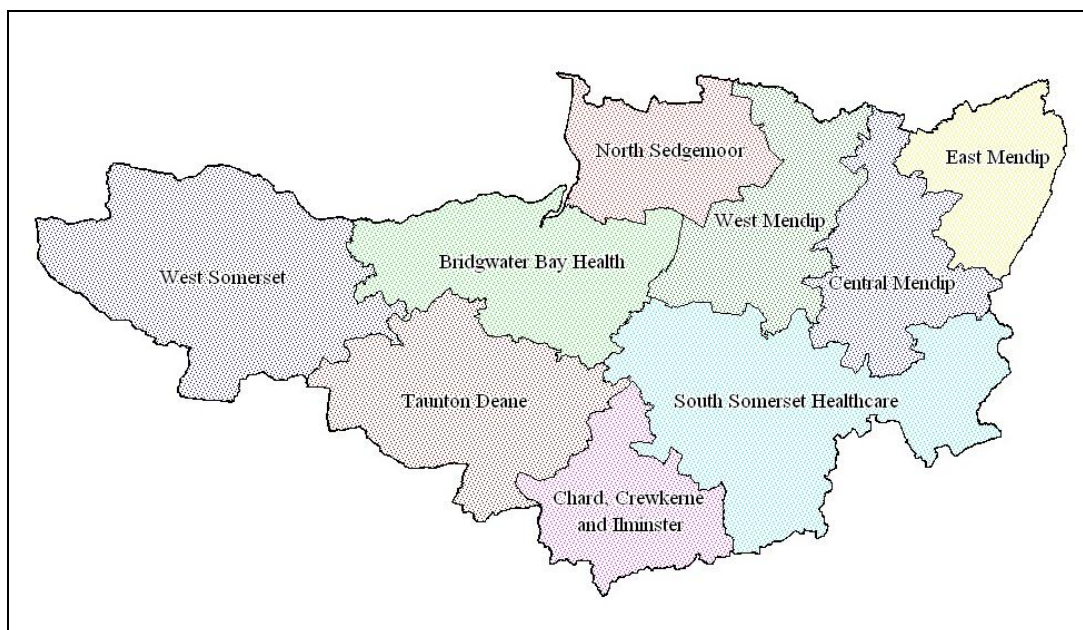 North Sedgemoor
East Mendip
West Mendip
Bridgwater Bay Health
West Somerset
Central Mendip
Taunton Deane
South Somerset Healthcare
Chard, Crewkerne
and Ilminster